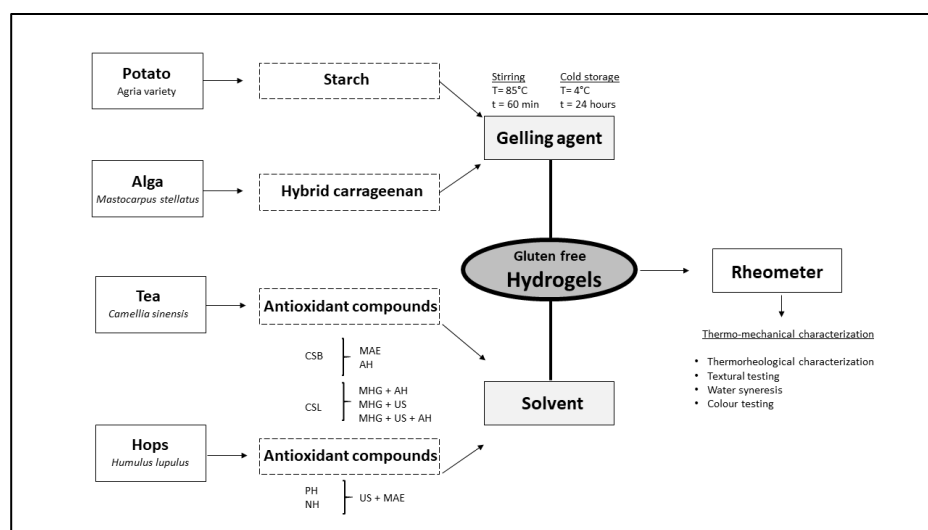 Potato
Agria variety
Starch
Stirring
T= 85°C
t = 60 min
Cold storage
T= 4°C
t = 24 hours
Gelling agent
Alga
Mastocarpus stellatus
Hybrid carrageenan
Gluten free
Hydrogels
Rheometer
Thermo-mechanical characterization
• Thermorheological characterization
• Textural testing
• Water syneresis
• Colour testing
Tea
Camellia sinensis
Antioxidant compounds
CSB
MAE
AH
CSL
MHG + AH
MHG + US
MHG + US + AH
Solvent
Hops
Humulus lupulus
Antioxidant compounds
PH
NH
US + MAE